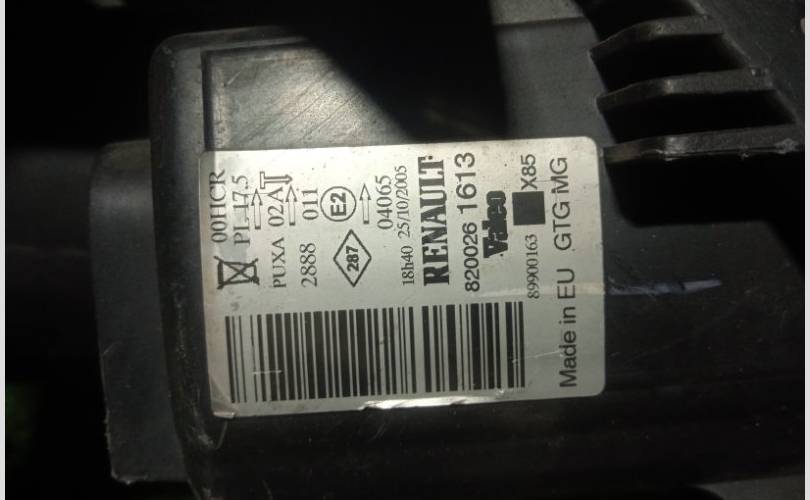 00HCR
PL 17,5
PUXA 02A
2888 011
287 E2
04065
18h40 25/10/2005
RENAULT
820026 1613
Valeo
X85
89900163
Made in EU GTG MG